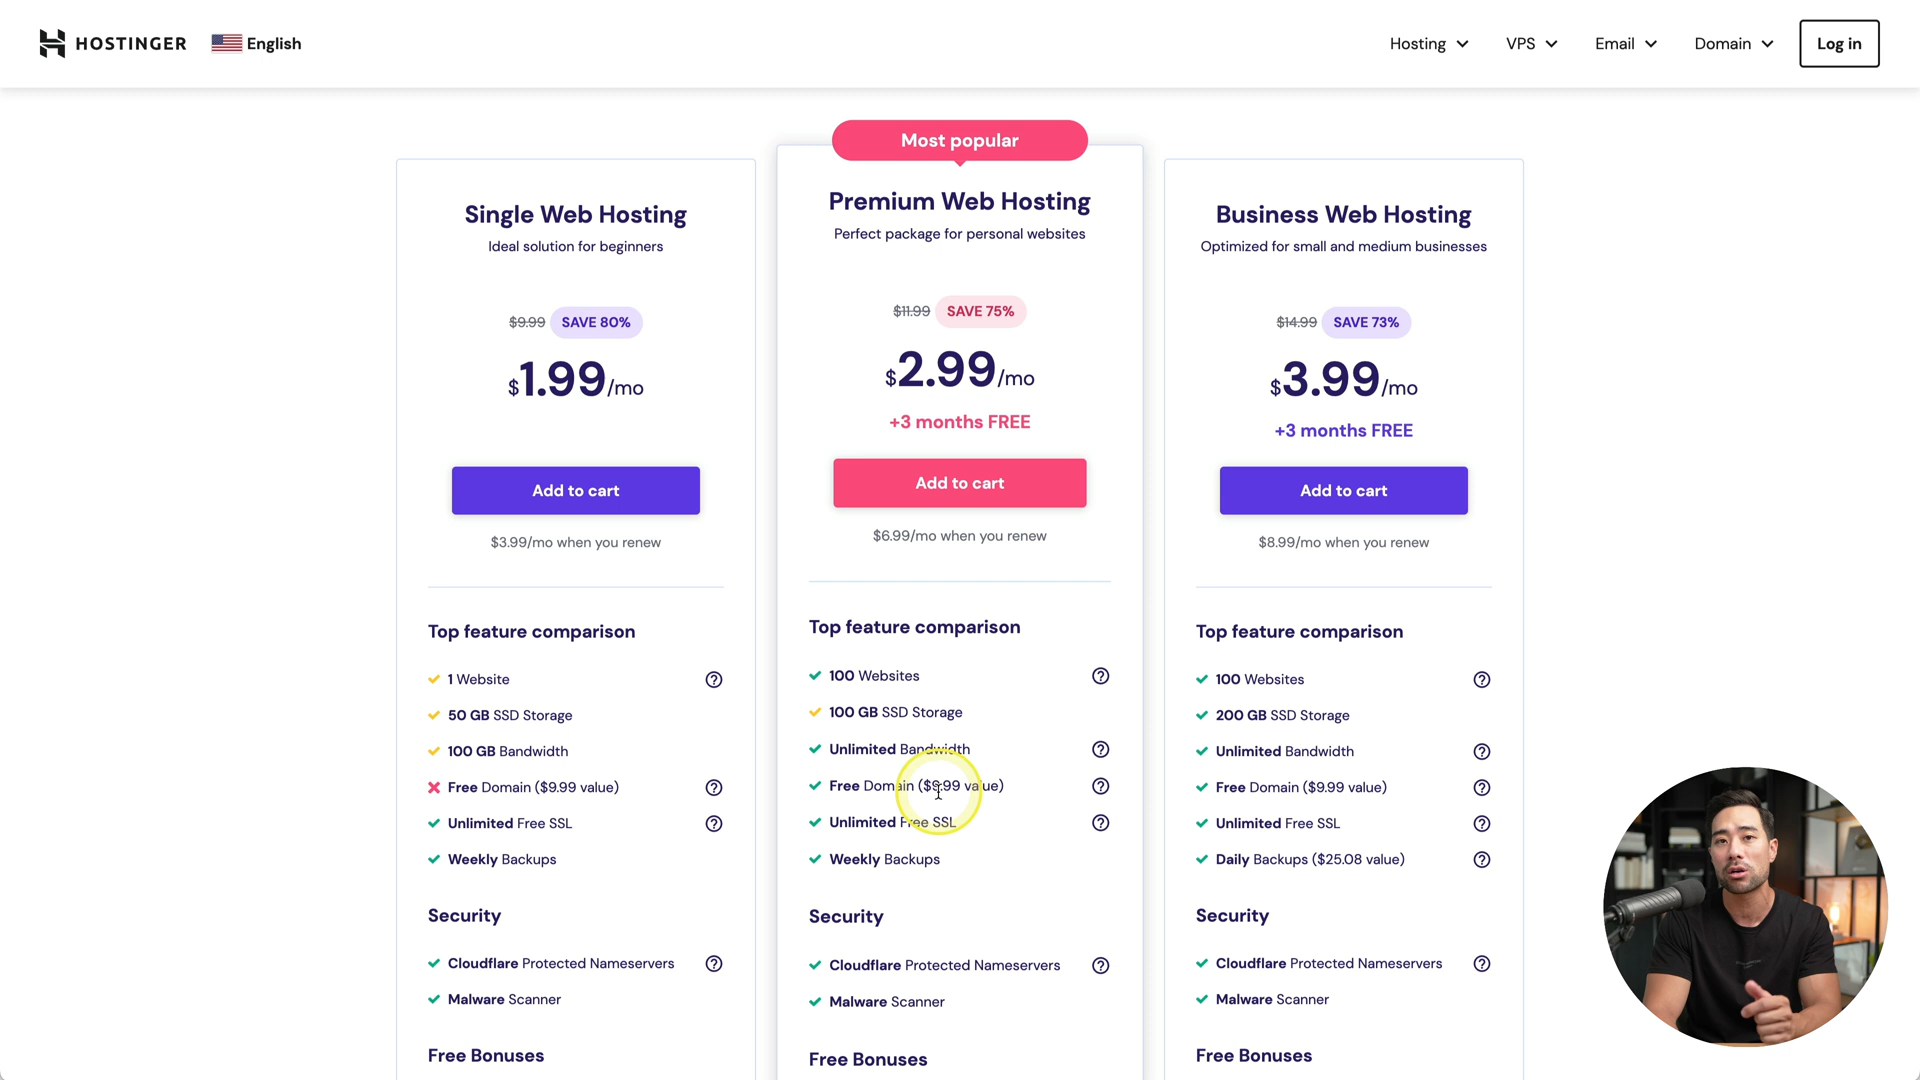 HOSTINGER
English
Hosting
VPS
Email
Domain
Log in
Single Web Hosting
Ideal solution for beginners
$9.99 SAVE 80%
$1.99/mo
Add to cart
$3.99/mo when you renew
Top feature comparison
1 Website
50 GB SSD Storage
100 GB Bandwidth
Free Domain ($9.99 value)
Unlimited Free SSL
Weekly Backups
Security
Cloudflare Protected Nameservers
Malware Scanner
Free Bonuses
Most popular
Premium Web Hosting
Perfect package for personal websites
$11.99 SAVE 75%
$2.99/mo
+3 months FREE
Add to cart
$6.99/mo when you renew
Top feature comparison
100 Websites
100 GB SSD Storage
Unlimited Bandwidth
Free Domain ($9.99 value)
Unlimited Free SSL
Weekly Backups
Security
Cloudflare Protected Nameservers
Malware Scanner
Free Bonuses
Business Web Hosting
Optimized for small and medium businesses
$14.99 SAVE 73%
$3.99/mo
+3 months FREE
Add to cart
$8.99/mo when you renew
Top feature comparison
100 Websites
200 GB SSD Storage
Unlimited Bandwidth
Free Domain ($9.99 value)
Unlimited Free SSL
Daily Backups ($25.08 value)
Security
Cloudflare Protected Nameservers
Malware Scanner
Free Bonuses